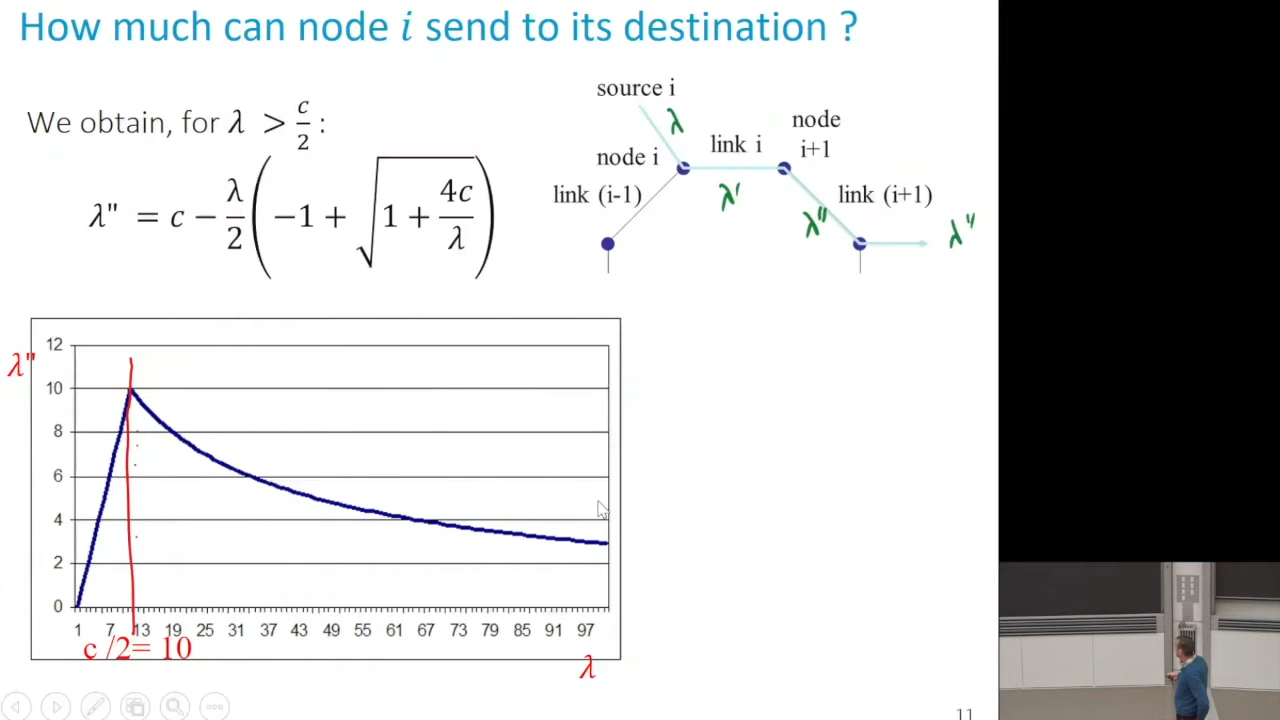 How much can node i send to its destination ?
We obtain, for λ > c/2 :
λ" = c − λ/2 (−1 + √(1 + 4c/λ))
source i
λ
node i
link i
node
i+1
link (i-1)
λ'
link (i+1)
λ"
λ"
λ"
12
10
8
6
4
2
0
1 7 13 19 25 31 37 43 49 55 61 67 73 79 85 91 97
c /2= 10
λ
11